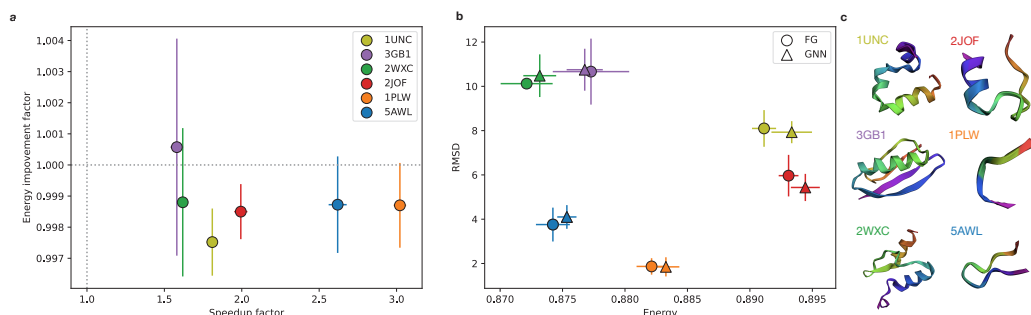 a
1.004
1.003
1.002
1.001
1.000
0.999
0.998
0.997
Energy improvement factor
1.0
1.5
2.0
2.5
3.0
Speedup factor
1UNC
3GB1
2WXC
2JOF
1PLW
5AWL
b
12
10
8
6
4
2
RMSD
0.870
0.875
0.880
0.885
0.890
0.895
Energy
FG
GNN
c
1UNC
2JOF
3GB1
1PLW
2WXC
5AWL